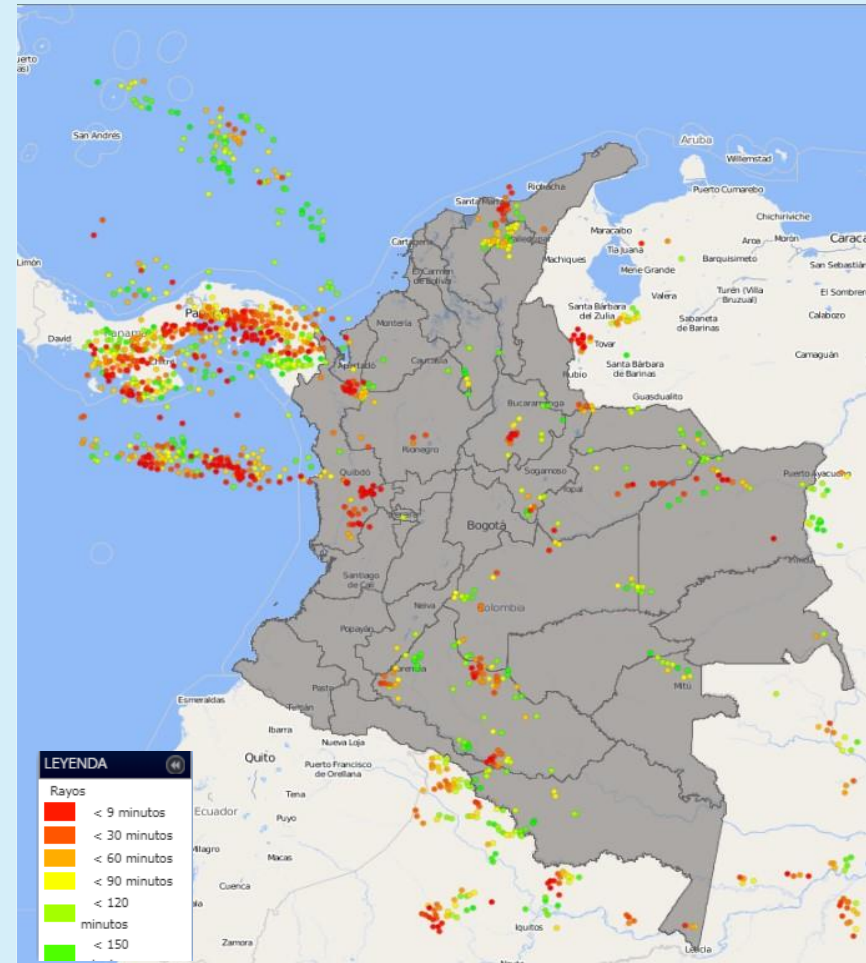 San Andrés
Aruba
Willemstad
Riohacha
Puerto Cumarebo
Santa Marta
Chichiriviche
Maracaibo
Cartagena
Valledupar
Tía Juana
Aroa
Morón
Caraca
Limón
Machiques
Mene Grande
Barquisimeto
San Sebastián
El Carmen
de Bolívar
Valera
Turén (Villa
Bruzual)
El Sombrero
Santa Bárbara
del Zulia
Sabaneta
de Barinas
Calabozo
David
Panamá
Montería
Tovar
Camaguán
Chitré
Apartadó
Caucasia
Santa Bárbara
de Barinas
Rubio
Guasdualito
Bucaramanga
Rionegro
Quibdó
Sogamoso
Puerto Ayacucho
Yopal
Bogotá
Santiago
de Cali
Neiva
Colombia
Popayán
Florencia
Mitú
Pasto
Esmeraldas
Ibarra
Nueva Loja
Quito
Puerto Francisco
de Orellana
Tena
Ecuador
Puyo
Milagro
Macas
Cuenca
Zamora
Iquitos
Leticia
LEYENDA
Rayos
< 9 minutos
< 30 minutos
< 60 minutos
< 90 minutos
< 120
minutos
< 150